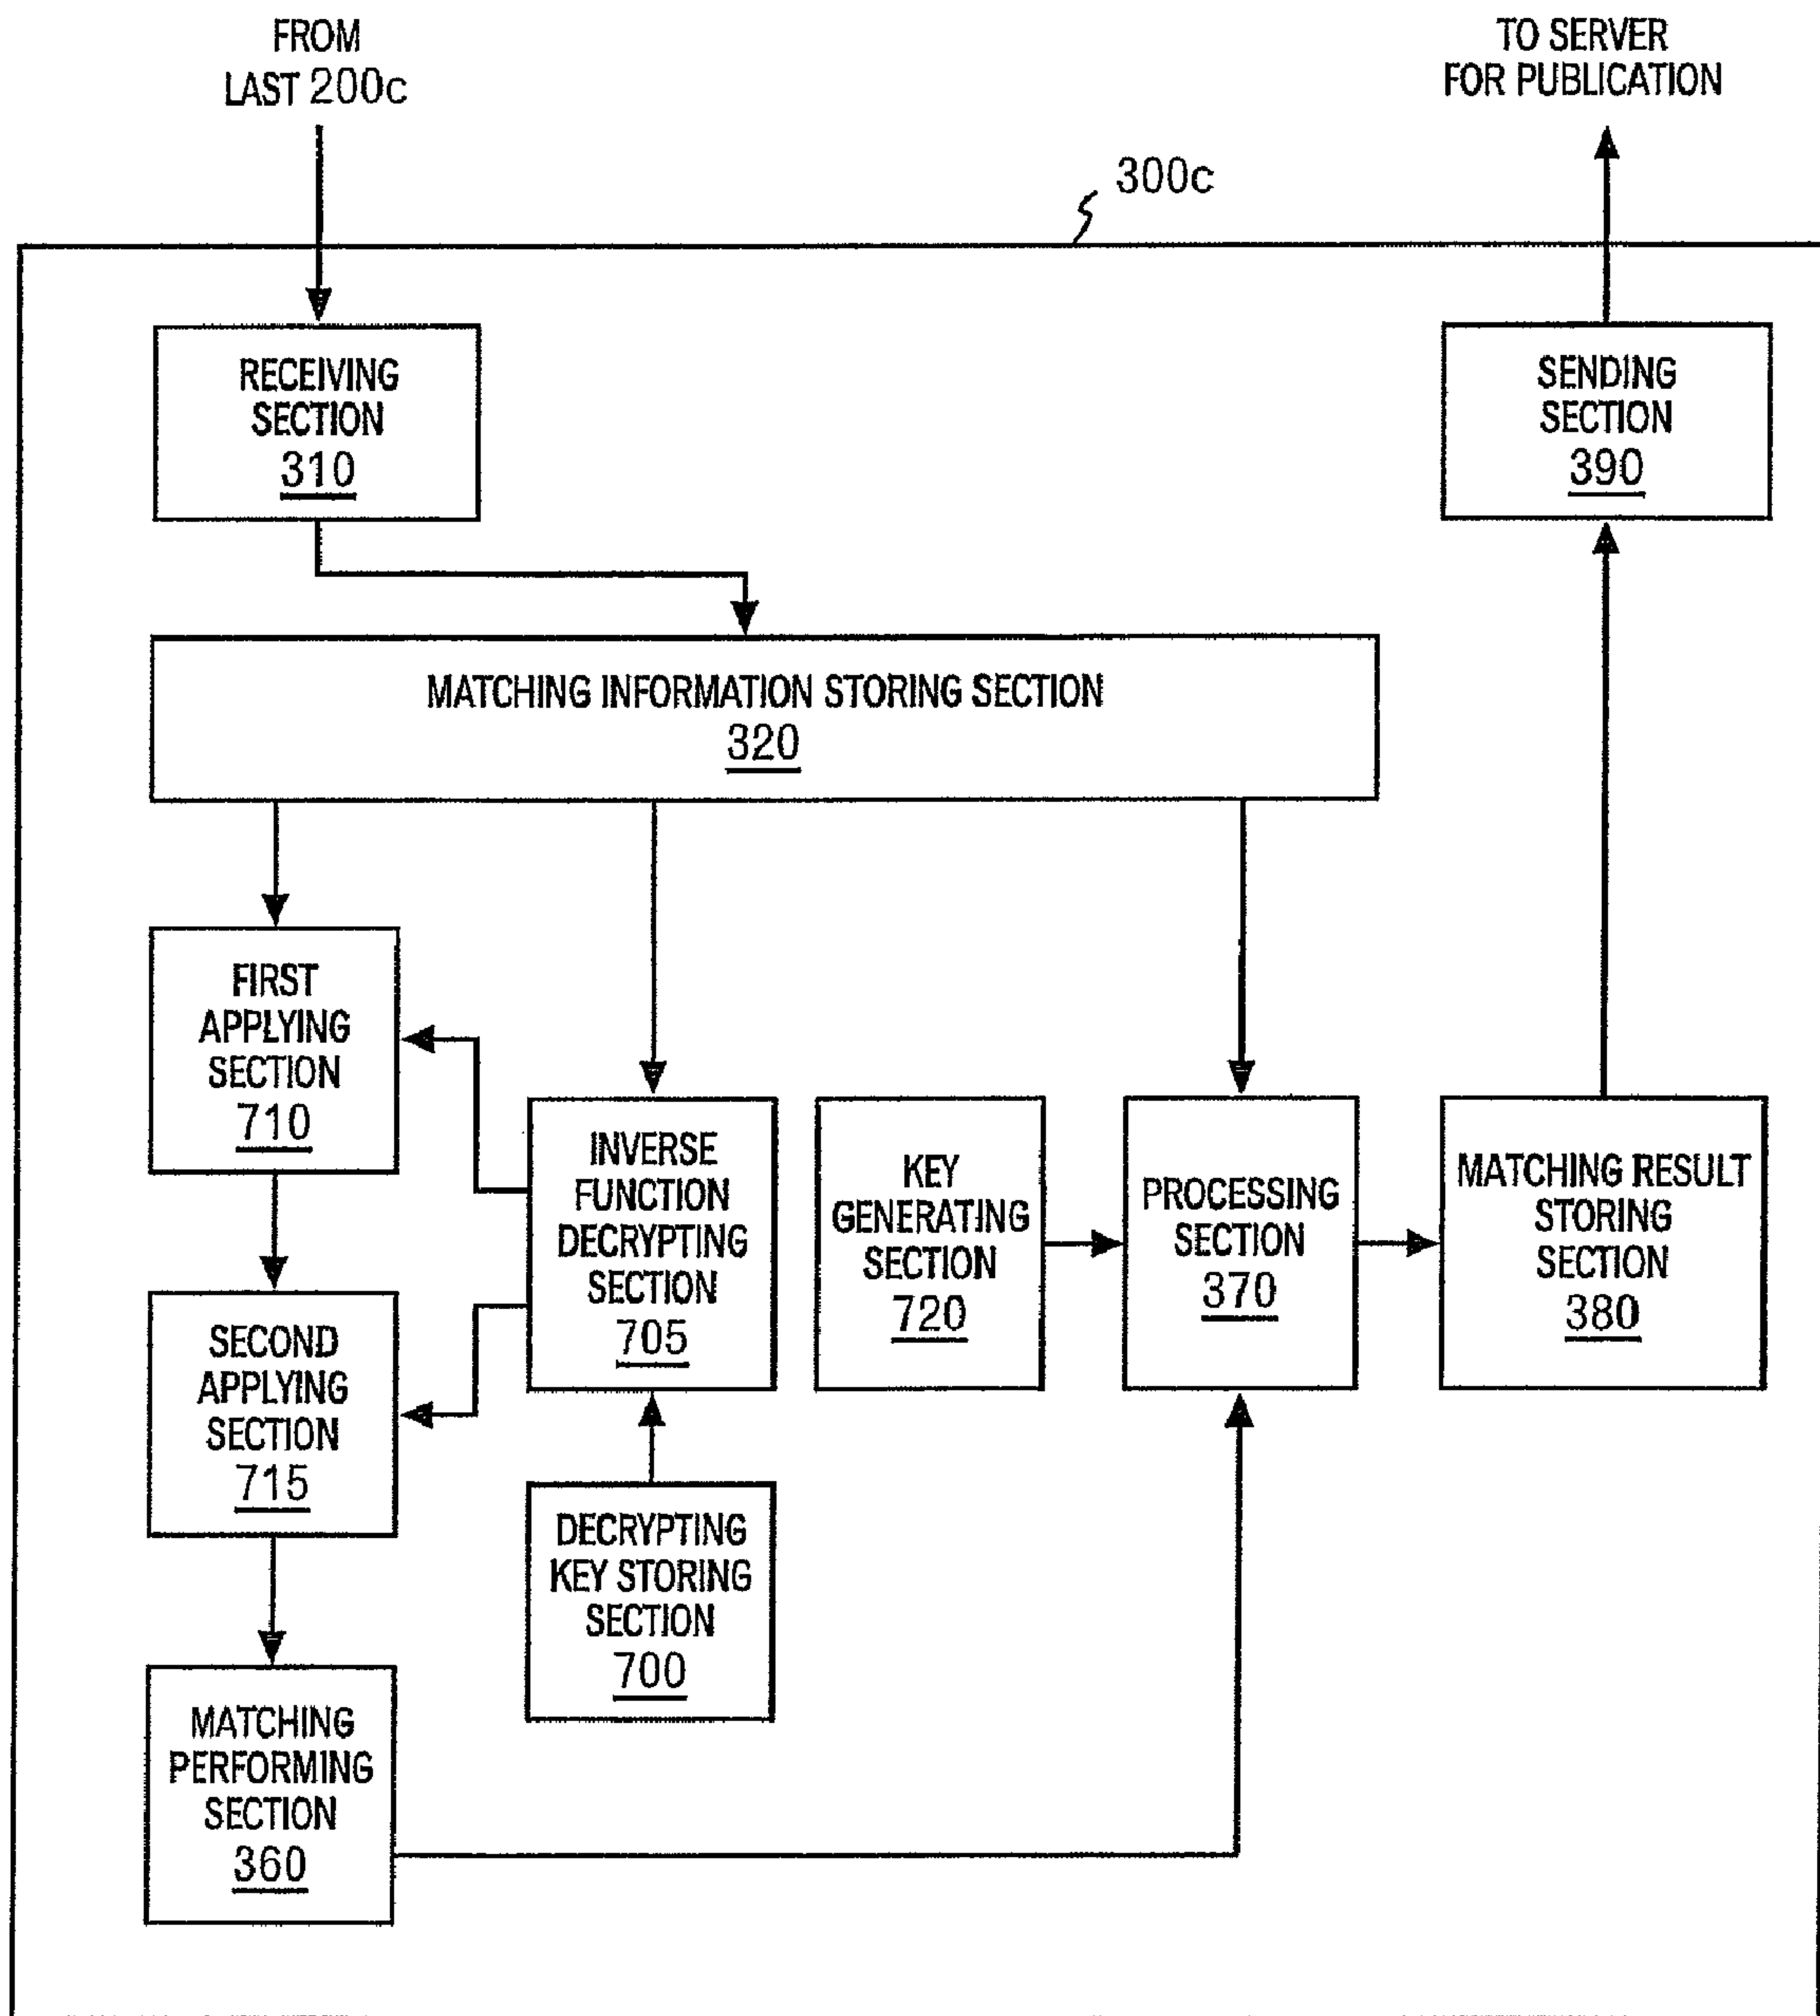 FROM
LAST 200c
TO SERVER
FOR PUBLICATION
300c
RECEIVING
SECTION
310
SENDING
SECTION
390
MATCHING INFORMATION STORING SECTION
320
FIRST
APPLYING
SECTION
710
INVERSE
FUNCTION
DECRYPTING
SECTION
705
KEY
GENERATING
SECTION
720
PROCESSING
SECTION
370
MATCHING RESULT
STORING
SECTION
380
SECOND
APPLYING
SECTION
715
DECRYPTING
KEY STORING
SECTION
700
MATCHING
PERFORMING
SECTION
360